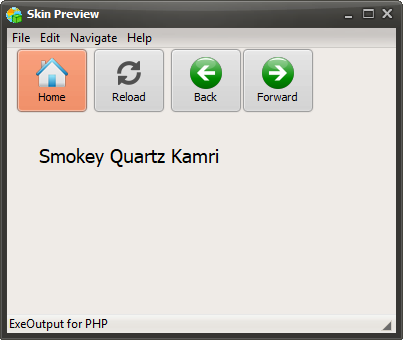 Skin Preview
File Edit Navigate Help
Home Reload Back Forward
Smokey Quartz Kamri
ExeOutput for PHP